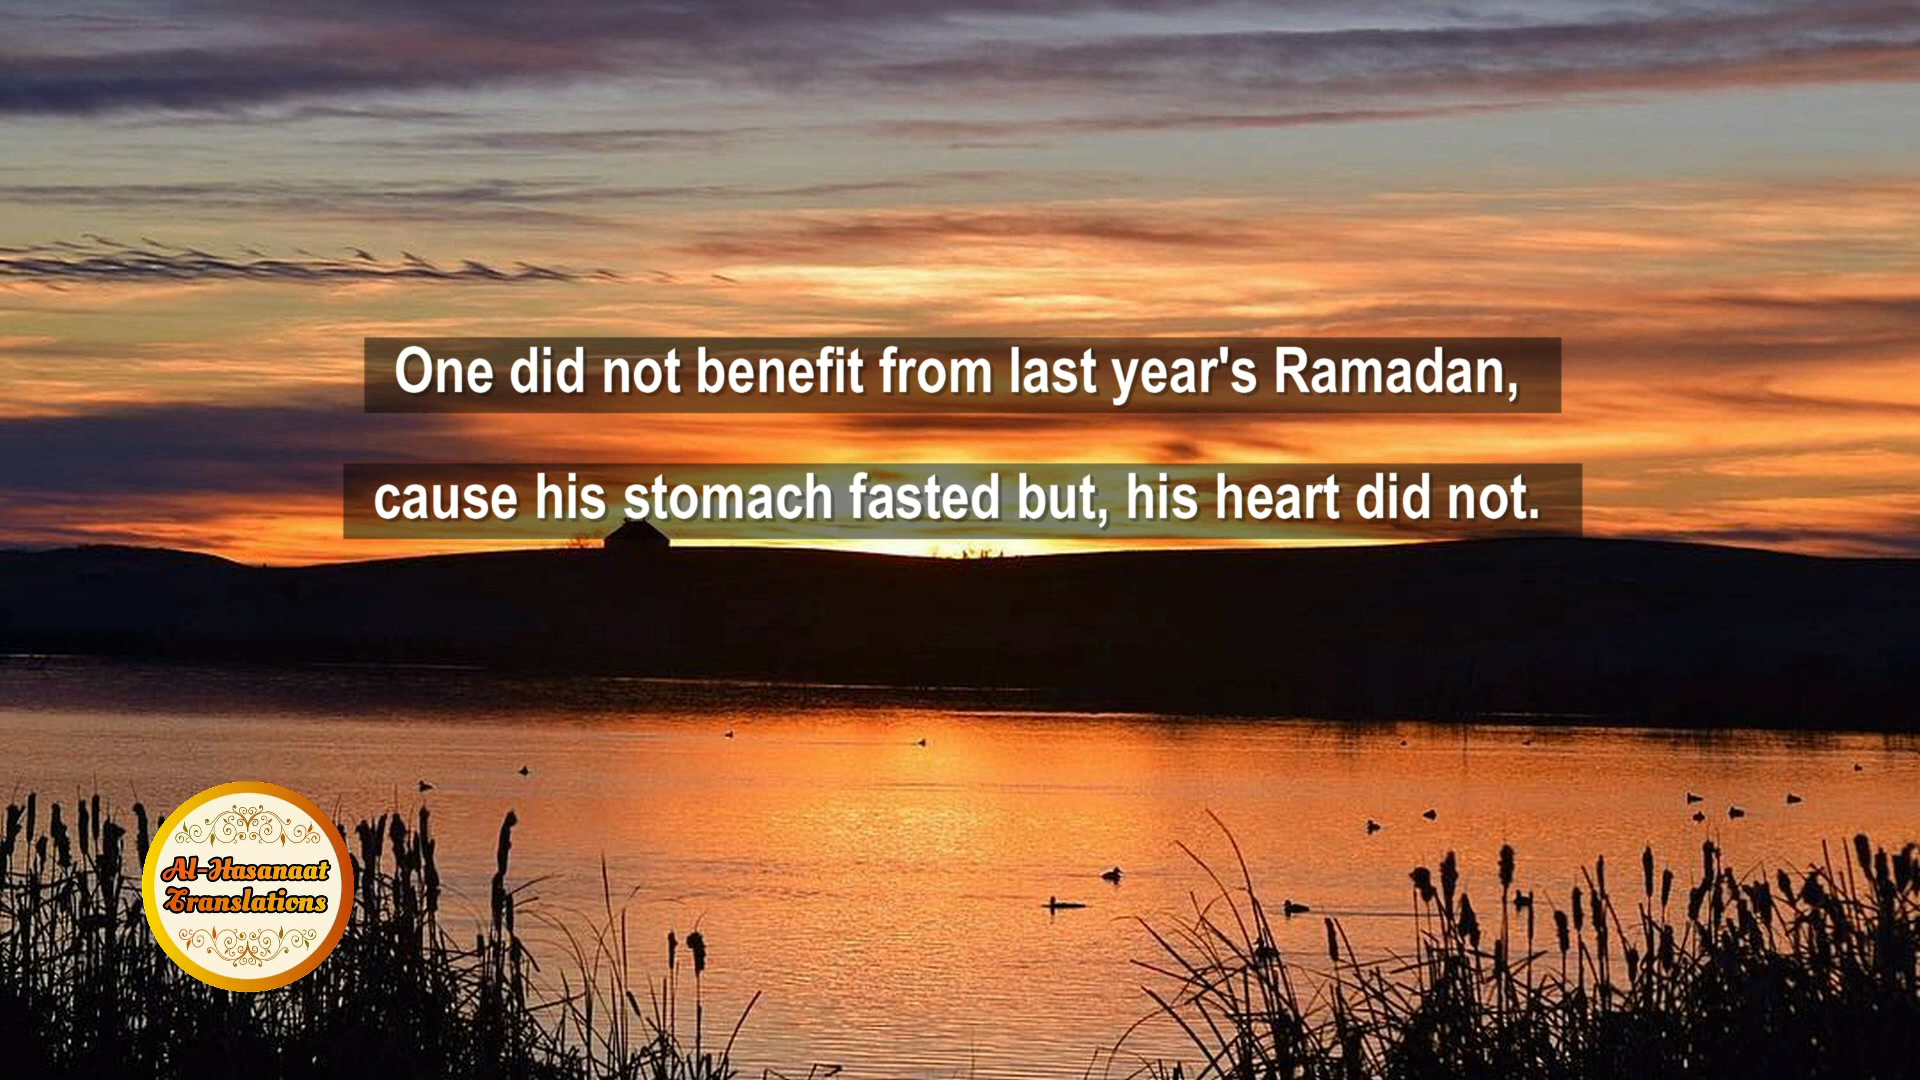 One did not benefit from last year's Ramadan,
cause his stomach fasted but, his heart did not.
Al-Hasanaat
Translations